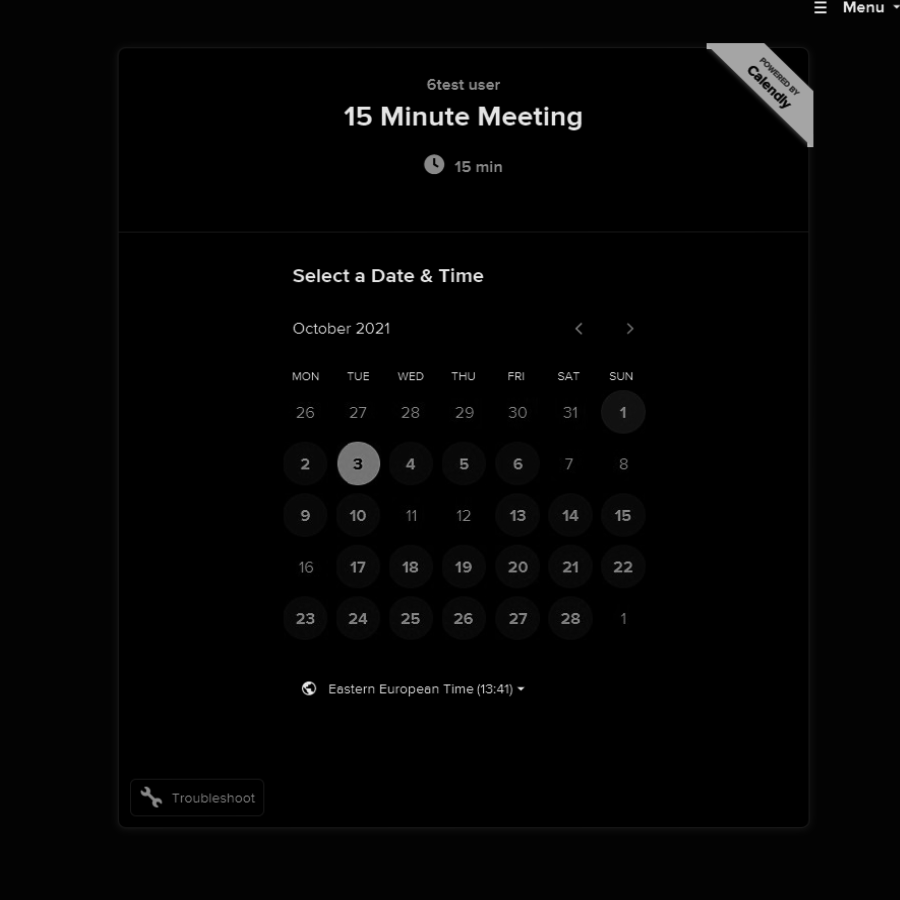 ☰ Menu
POWERED BY
Calendly
6test user
15 Minute Meeting
15 min
Select a Date & Time
October 2021
MON TUE WED THU FRI SAT SUN
26 27 28 29 30 31 1
2 3 4 5 6 7 8
9 10 11 12 13 14 15
16 17 18 19 20 21 22
23 24 25 26 27 28 1
Eastern European Time (13:41)
Troubleshoot